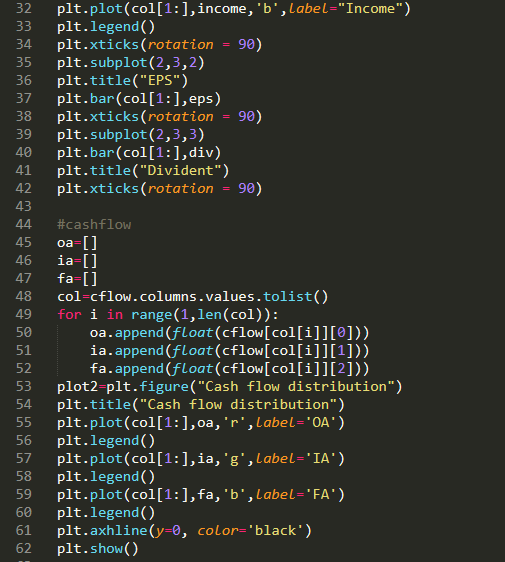 32 plt.plot(col[1:],income,'b',label="Income")
33 plt.legend()
34 plt.xticks(rotation = 90)
35 plt.subplot(2,3,2)
36 plt.title("EPS")
37 plt.bar(col[1:],eps)
38 plt.xticks(rotation = 90)
39 plt.subplot(2,3,3)
40 plt.bar(col[1:],div)
41 plt.title("Divident")
42 plt.xticks(rotation = 90)
43
44 #cashflow
45 oa=[]
46 ia=[]
47 fa=[]
48 col=cflow.columns.values.tolist()
49 for i in range(1,len(col)):
50     oa.append(float(cflow[col[i]][0]))
51     ia.append(float(cflow[col[i]][1]))
52     fa.append(float(cflow[col[i]][2]))
53 plot2=plt.figure("Cash flow distribution")
54 plt.title("Cash flow distribution")
55 plt.plot(col[1:],oa,'r',label='OA')
56 plt.legend()
57 plt.plot(col[1:],ia,'g',label='IA')
58 plt.legend()
59 plt.plot(col[1:],fa,'b',label='FA')
60 plt.legend()
61 plt.axhline(y=0, color='black')
62 plt.show()